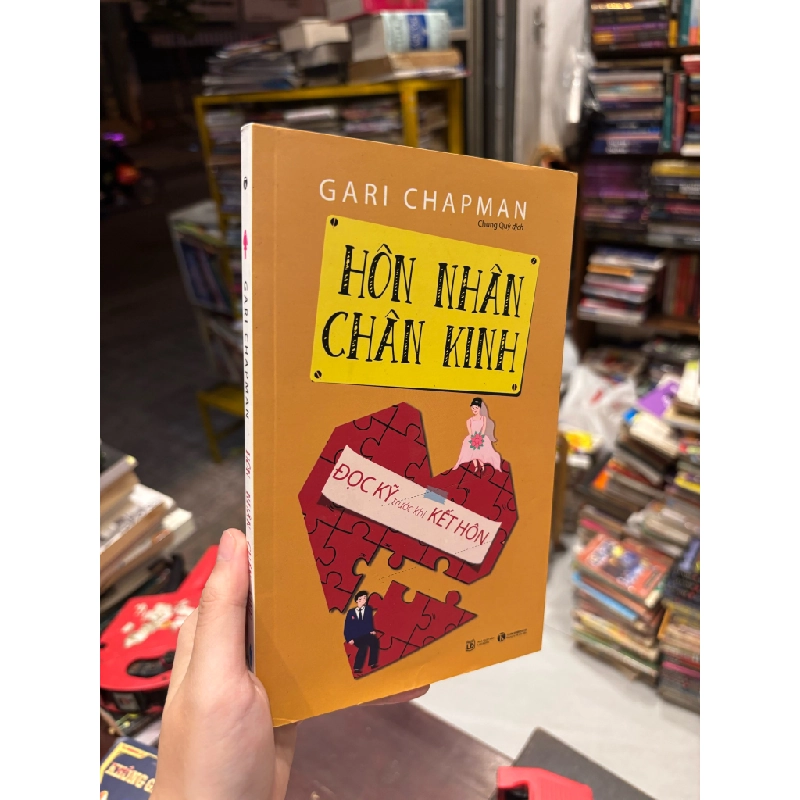 GARI CHAPMAN
Chung Quý dịch
HÔN NHÂN
CHÂN KINH
ĐỌC KỸ trước khi KẾT HÔN
GARI CHAPMAN